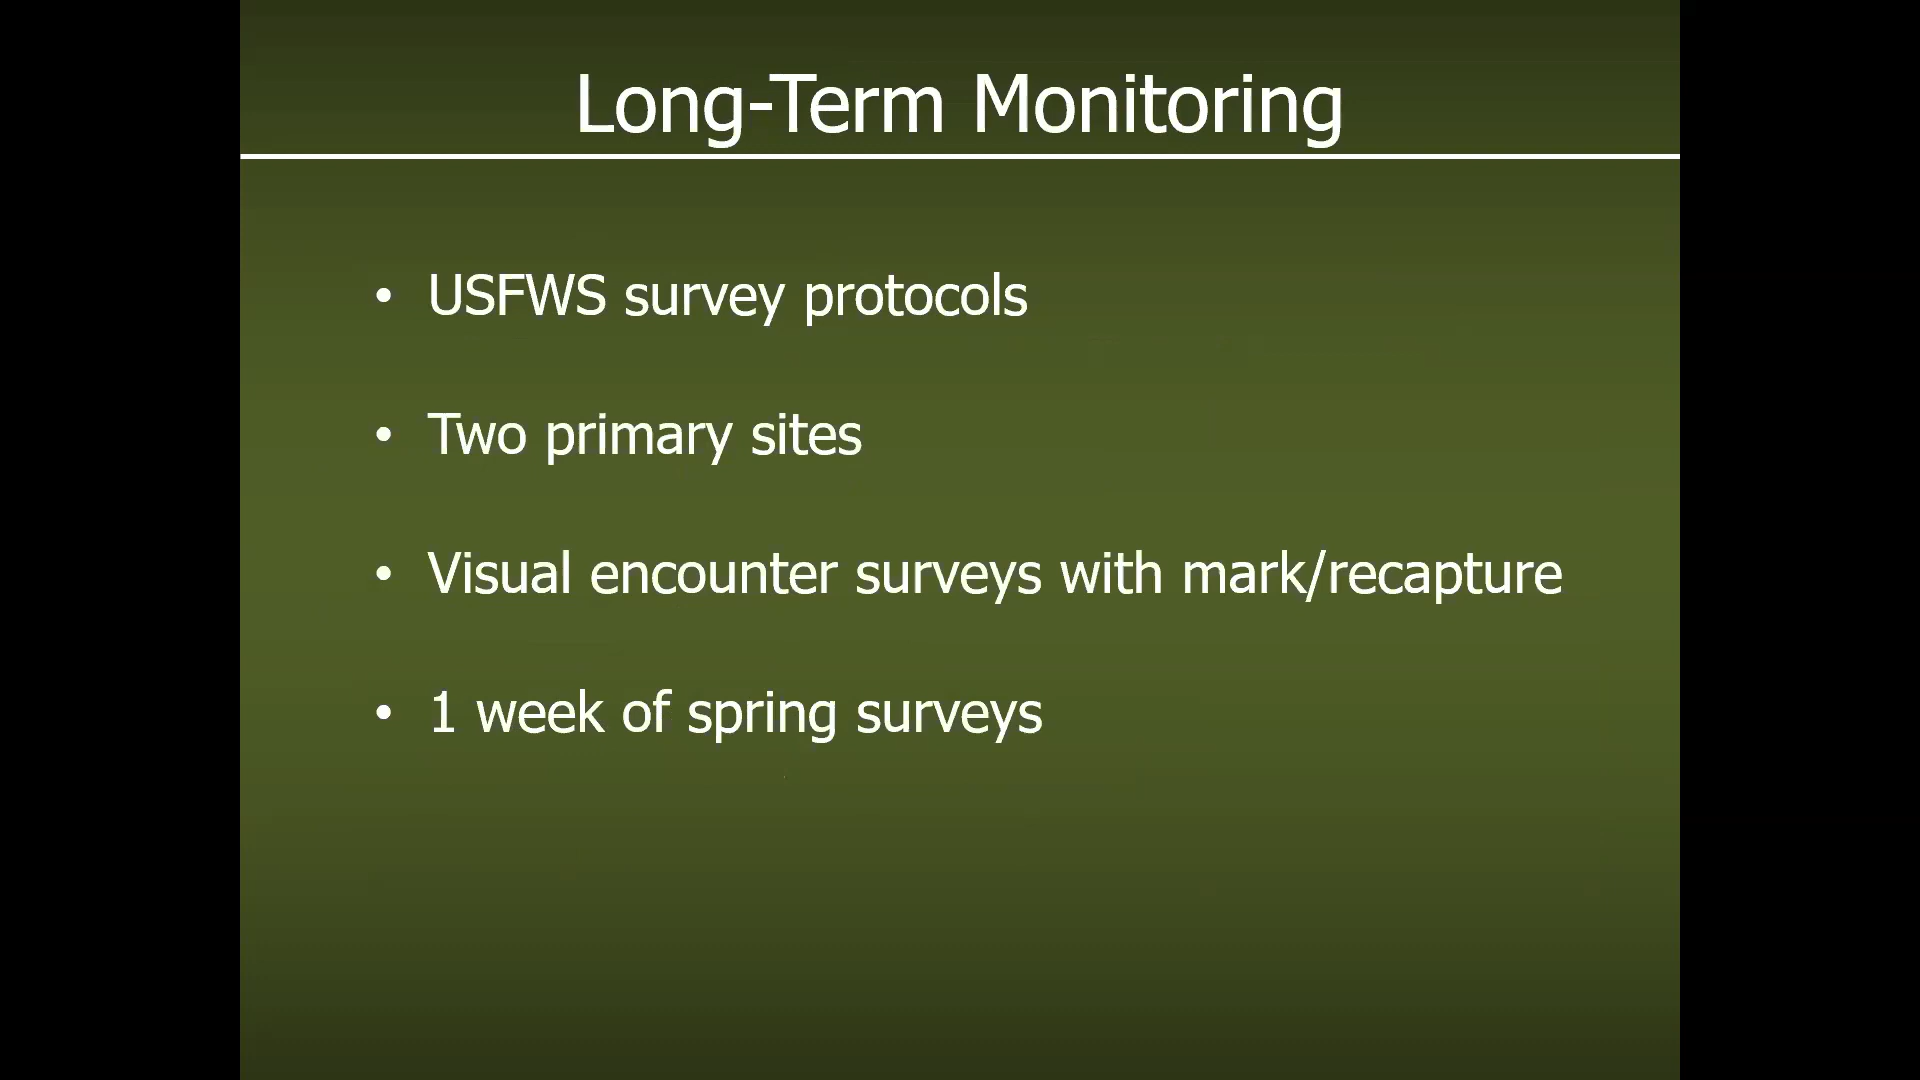 Long-Term Monitoring
• USFWS survey protocols
• Two primary sites
• Visual encounter surveys with mark/recapture
• 1 week of spring surveys